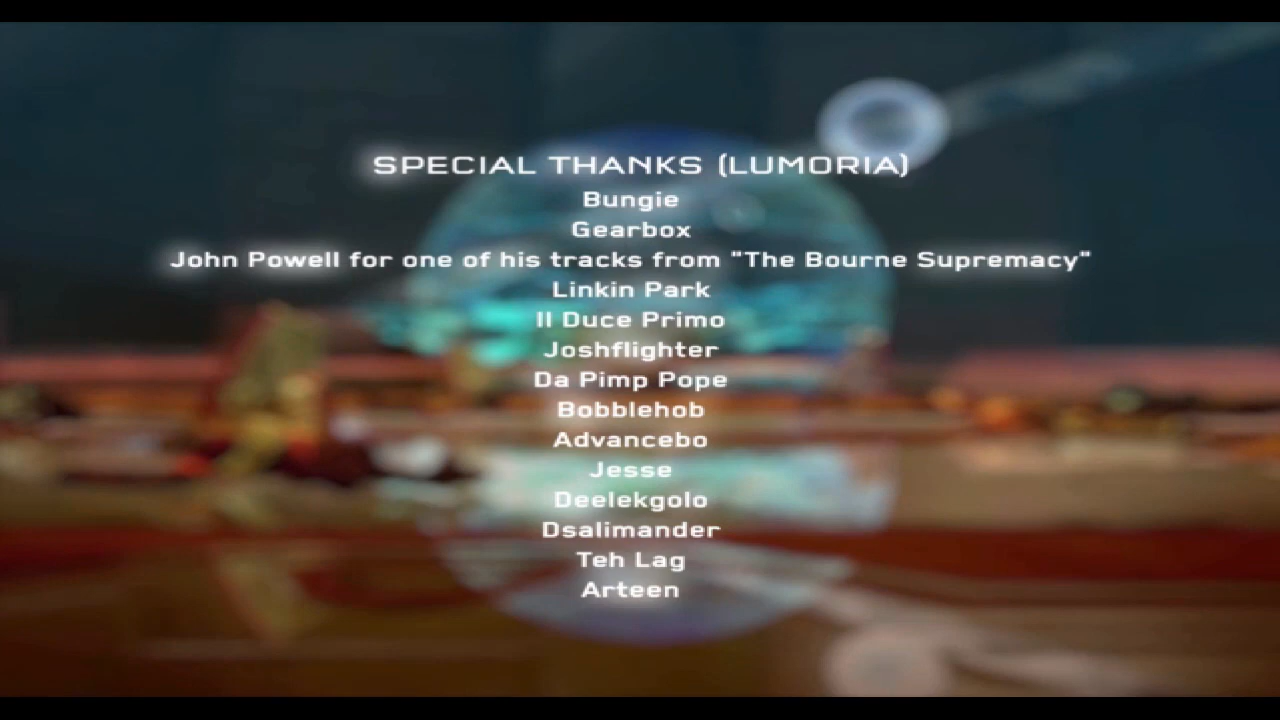 SPECIAL THANKS (LUMORIA)
Bungie
Gearbox
John Powell for one of his tracks from "The Bourne Supremacy"
Linkin Park
Il Duce Primo
Joshflighter
Da Pimp Pope
Bobblehob
Advancebo
Jesse
Deelekgolo
Dsalimander
Teh Lag
Arteen